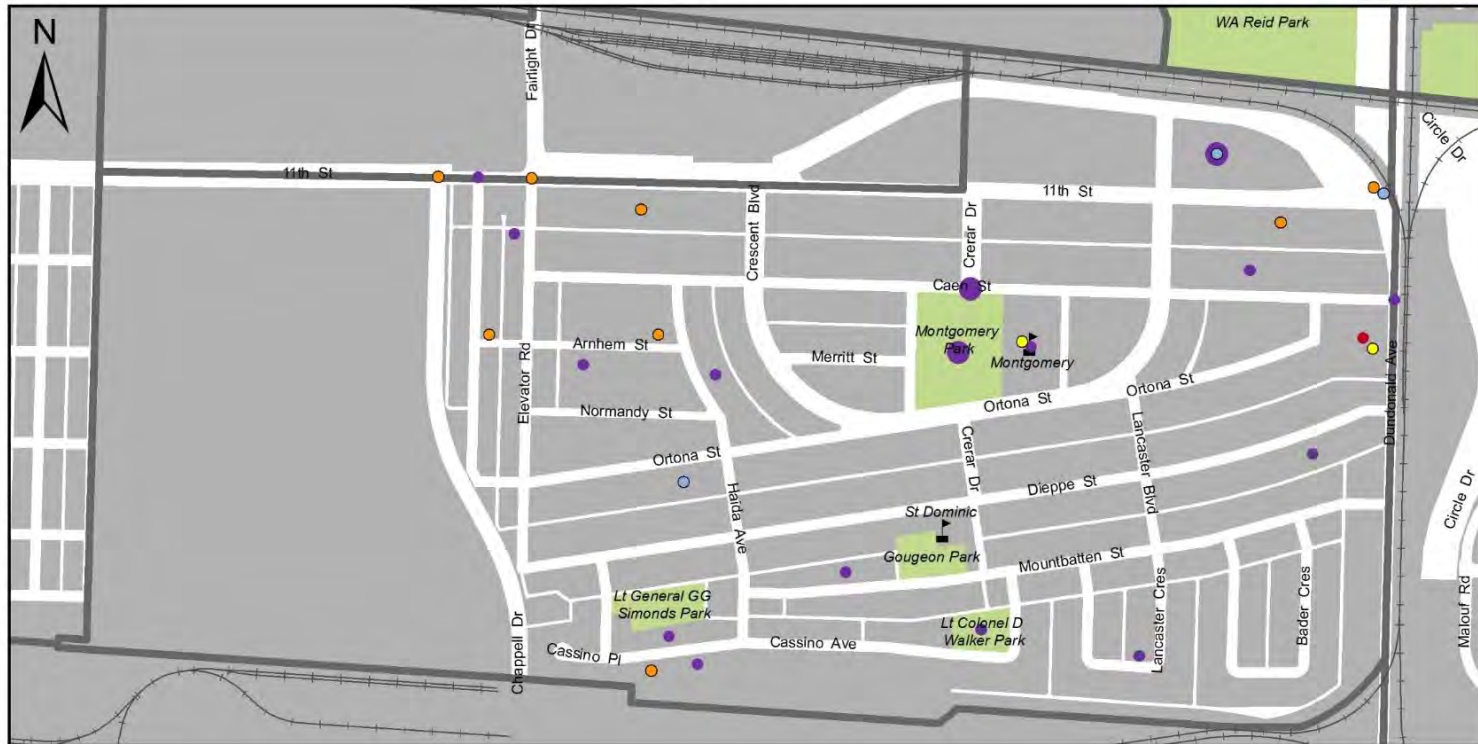 N
WA Reid Park
Fairlight Dr
Circle Dr
11th St
11th St
Crescent Blvd
Crerar Dr
Caen St
Montgomery
Park
Montgomery
Arnhem St
Merritt St
Elevator Rd
Normandy St
Ortona St
Ortona St
Ortona St
Dundonald Ave
Haida Ave
Crerar Dr
Lancaster Blvd
Dieppe St
St Dominic
Gougeon Park
Mountbatten St
Circle Dr
Lt General GG
Simonds Park
Lt Colonel D
Walker Park
Cassino Pl
Cassino Ave
Chappell Dr
Lancaster Cres
Bader Cres
Malouf Rd